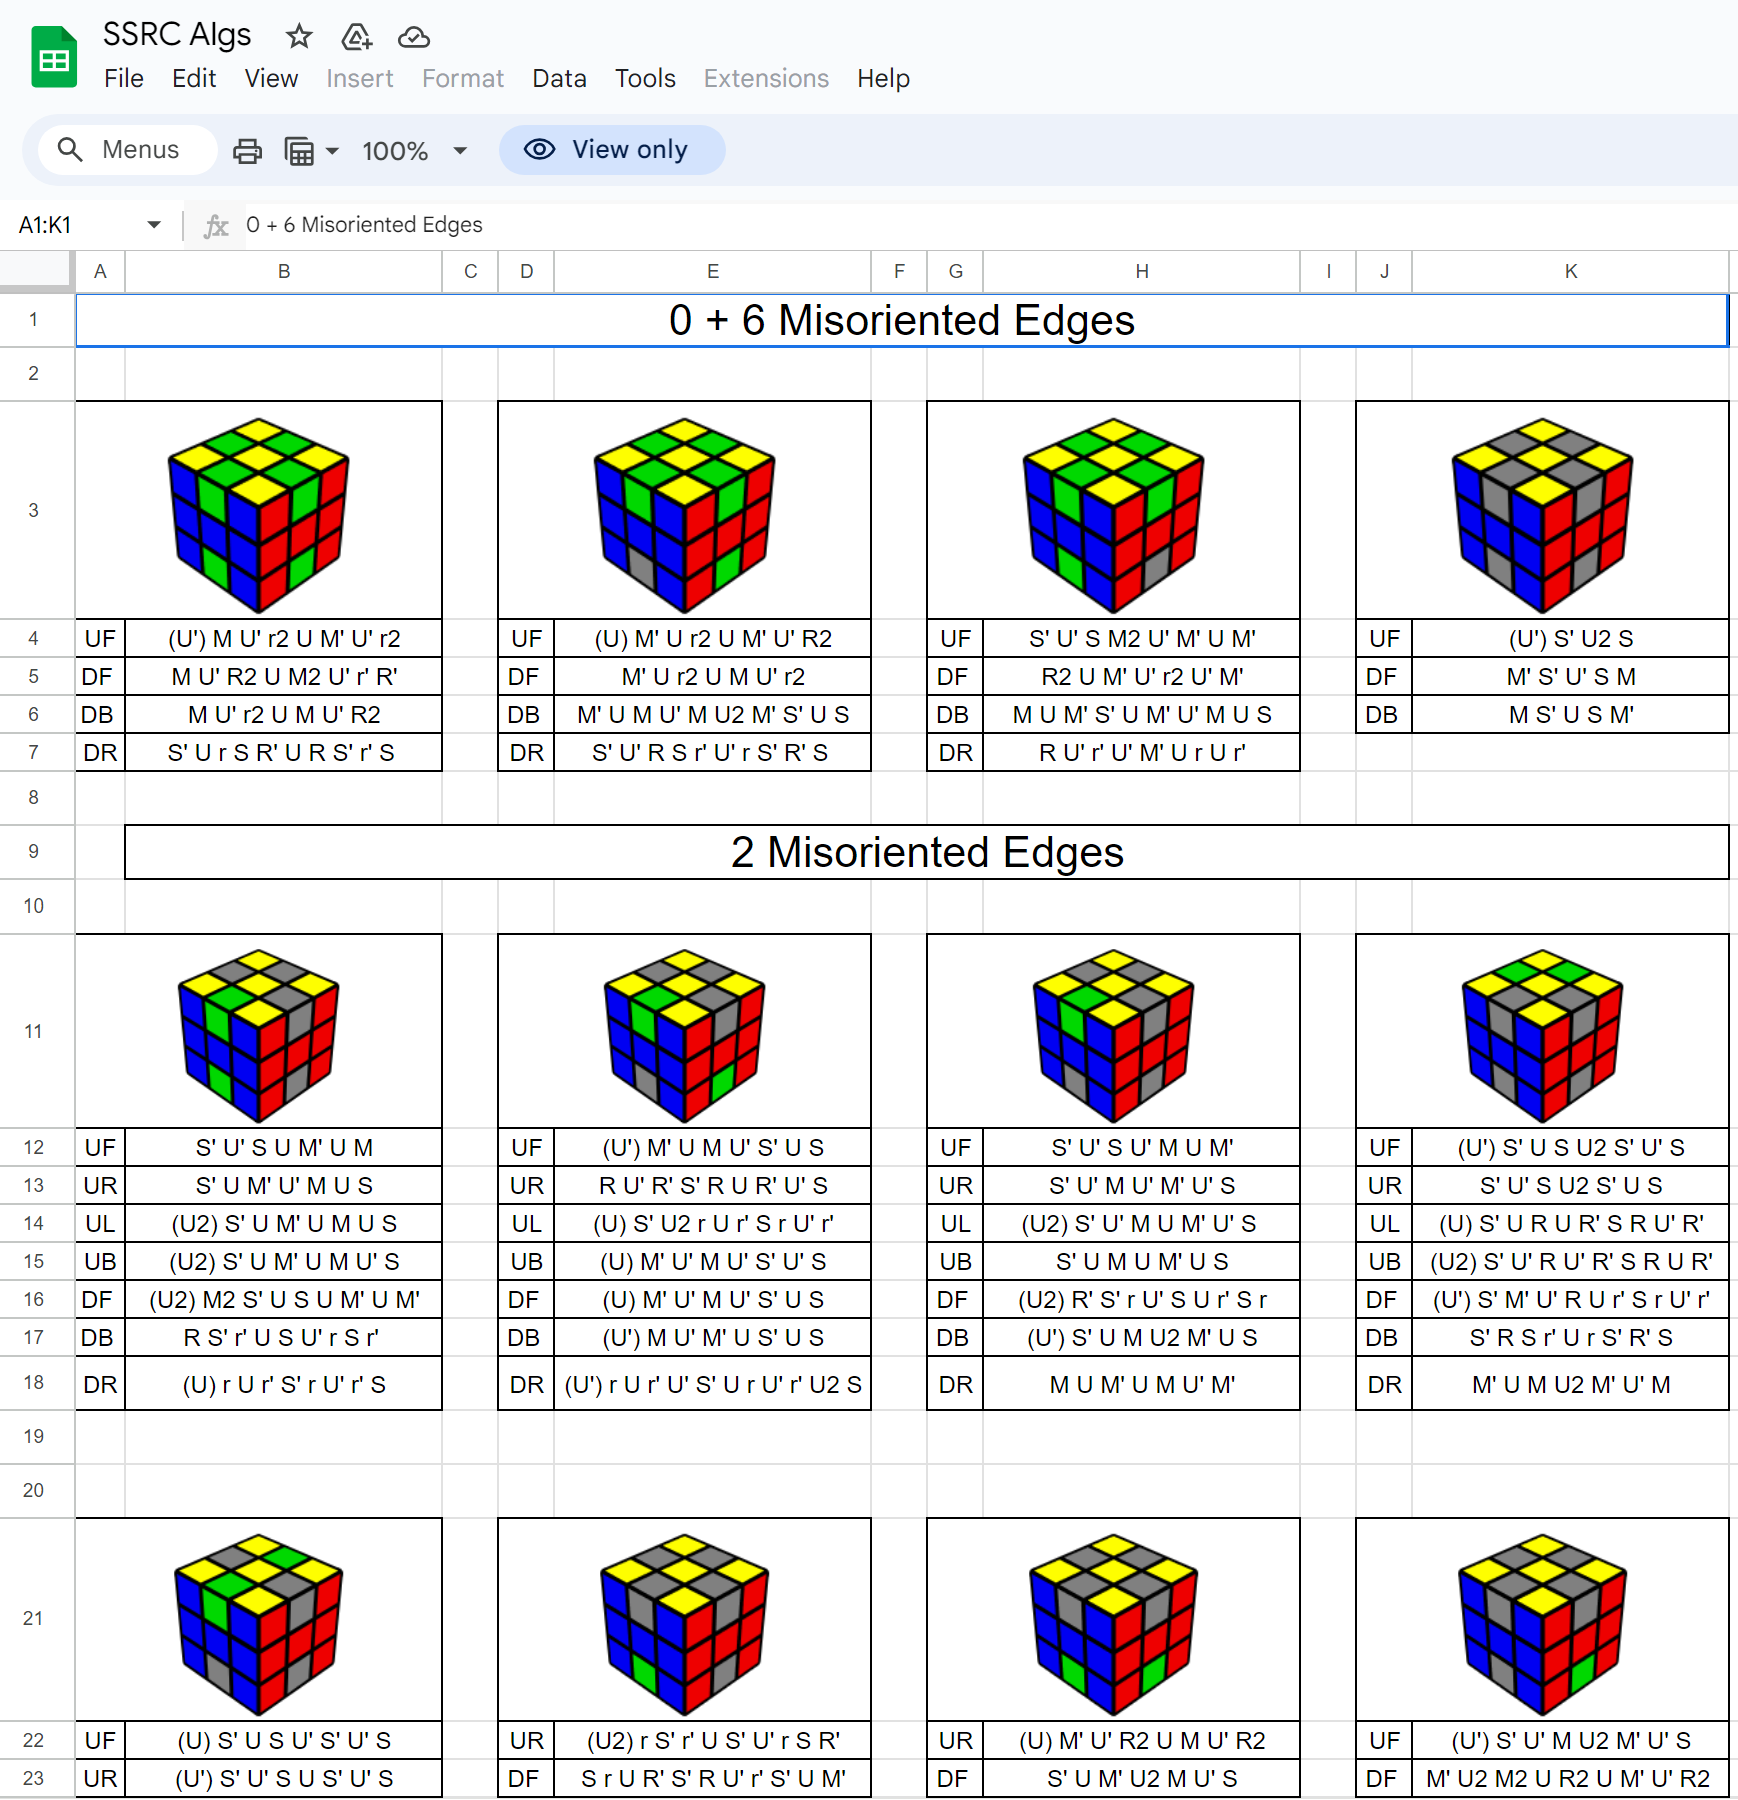 SSRC Algs
File Edit View Insert Format Data Tools Extensions Help
Menus 100% View only
A1:K1 fx 0 + 6 Misoriented Edges
A B C D E F G H I J K
1 0 + 6 Misoriented Edges
2
3
4 UF (U') M U' r2 U M' U' r2 UF (U) M' U r2 U M' U' R2 UF S' U' S M2 U' M' U M' UF (U') S' U2 S
5 DF M U' R2 U M2 U' r' R' DF M' U r2 U M U' r2 DF R2 U M' U' r2 U' M' DF M' S' U' S M
6 DB M U' r2 U M U' R2 DB M' U M U' M U2 M' S' U S DB M U M' S' U M' U' M U S DB M S' U S M'
7 DR S' U r S R' U R S' r' S DR S' U' R S r' U' r S' R' S DR R U' r' U' M' U r U r'
8
9 2 Misoriented Edges
10
11
12 UF S' U' S U M' U M UF (U') M' U M U' S' U S UF S' U' S U' M U M' UF (U') S' U S U2 S' U' S
13 UR S' U M' U' M U S UR R U' R' S' R U R' U' S UR S' U' M U' M' U' S UR S' U' S U2 S' U S
14 UL (U2) S' U M' U M U S UL (U) S' U2 r U r' S r U' r' UL (U2) S' U' M U M' U' S UL (U) S' U R U R' S R U' R'
15 UB (U2) S' U M' U M U' S UB (U) M' U' M U' S' U' S UB S' U M U M' U S UB (U2) S' U' R U' R' S R U R'
16 DF (U2) M2 S' U S U M' U M' DF (U) M' U' M U' S' U S DF (U2) R' S' r U' S U r' S r DF (U') S' M' U' R U r' S r U' r'
17 DB R S' r' U S U' r S r' DB (U') M U' M' U S' U S DB (U') S' U M U2 M' U S DB S' R S r' U r S' R' S
18 DR (U) r U r' S' r U' r' S DR (U') r U r' U' S' U r U' r' U2 S DR M U M' U M U' M' DR M' U M U2 M' U' M
19
20
21
22 UF (U) S' U S U' S' U' S UR (U2) r S' r' U S' U' r S R' UR (U) M' U' R2 U M U' R2 UF (U') S' U' M U2 M' U' S
23 UR (U') S' U' S U S' U' S DF S r U R' S' R U' r' S' U M' DF S' U M' U2 M U' S DF M' U2 M2 U R2 U M' U' R2